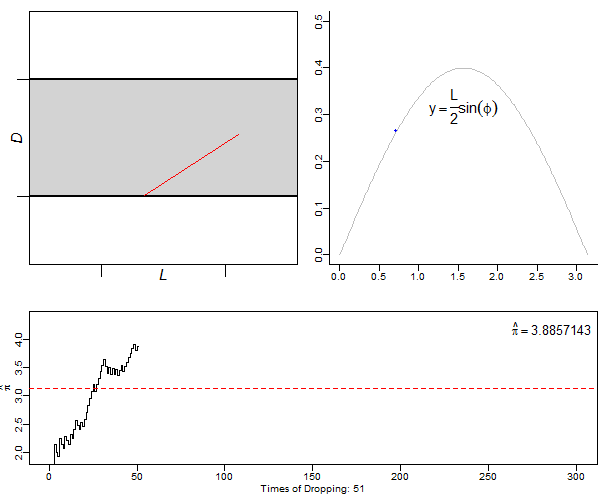 D
L
0.0 0.1 0.2 0.3 0.4 0.5
y = L/2 sin(ϕ)
0.0 0.5 1.0 1.5 2.0 2.5 3.0
π̂ = 3.8857143
π̂
2.0 2.5 3.0 3.5 4.0
0 50 100 150 200 250 300
Times of Dropping: 51